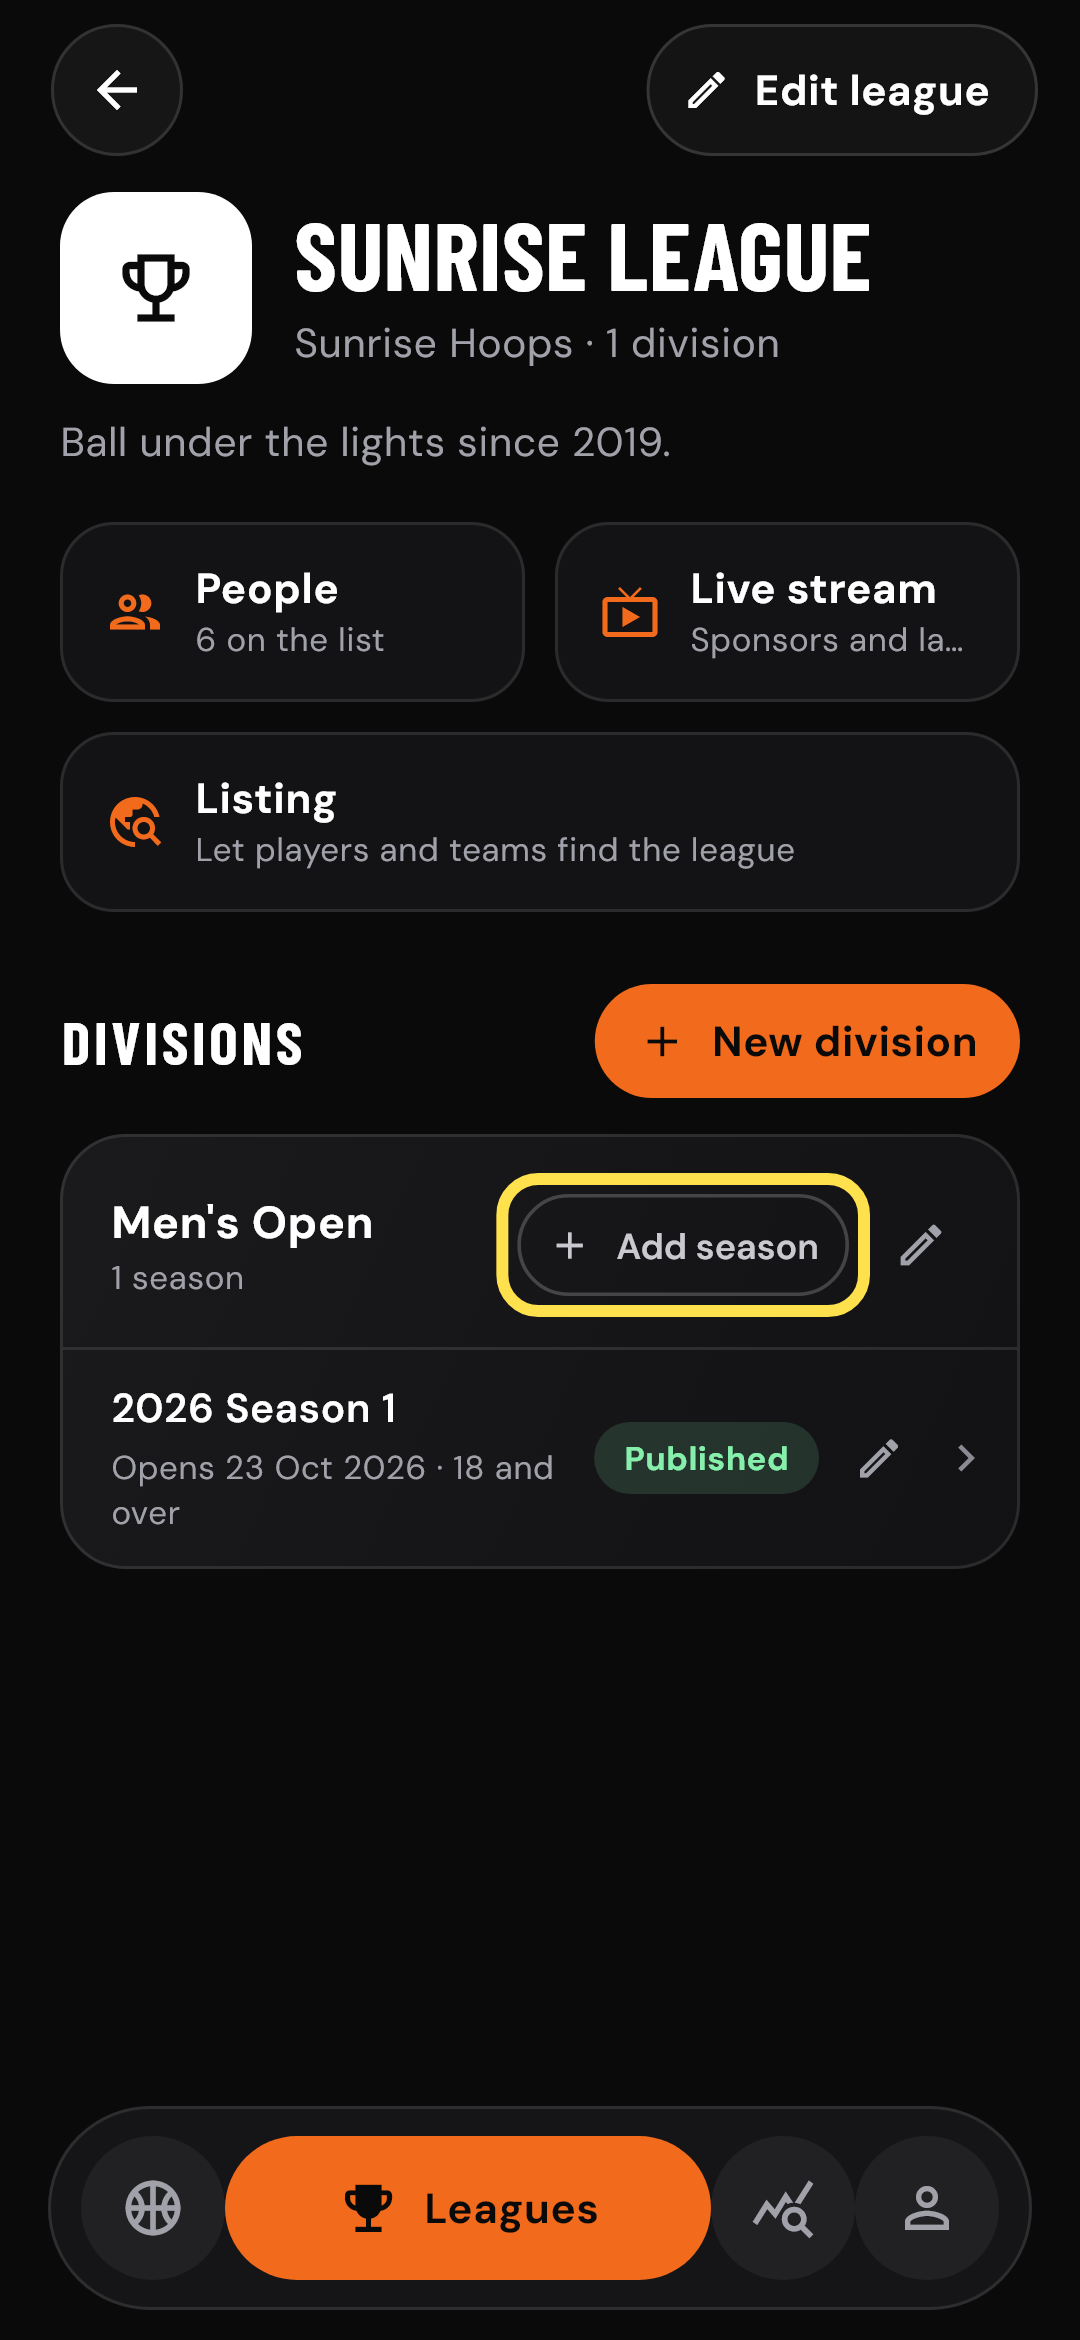 Edit league
SUNRISE LEAGUE
Sunrise Hoops · 1 division
Ball under the lights since 2019.
People
6 on the list
Live stream
Sponsors and la...
Listing
Let players and teams find the league
DIVISIONS
+ New division
Men's Open
1 season
+ Add season
2026 Season 1
Opens 23 Oct 2026 · 18 and
over
Published
Leagues